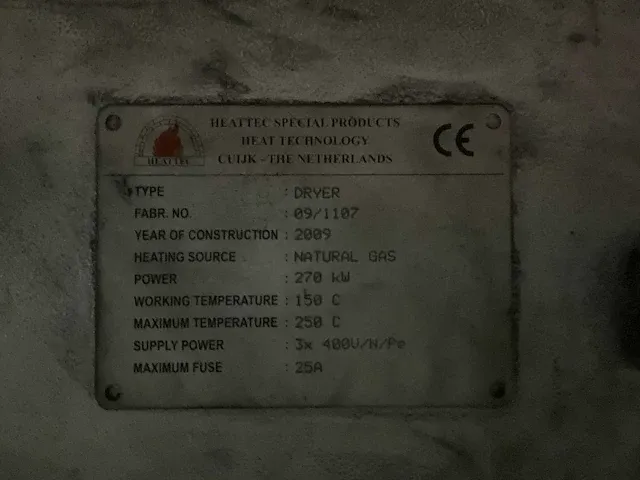 HEATTEC SPECIAL PRODUCTS
HEAT TECHNOLOGY
CUIJK - THE NETHERLANDS
HEATTEC
CE
TYPE : DRYER
FABR. NO. : 09/1107
YEAR OF CONSTRUCTION : 2009
HEATING SOURCE : NATURAL GAS
POWER : 270 kW
WORKING TEMPERATURE : 150 C
MAXIMUM TEMPERATURE : 250 C
SUPPLY POWER : 3x 400V/N/Pe
MAXIMUM FUSE : 25A